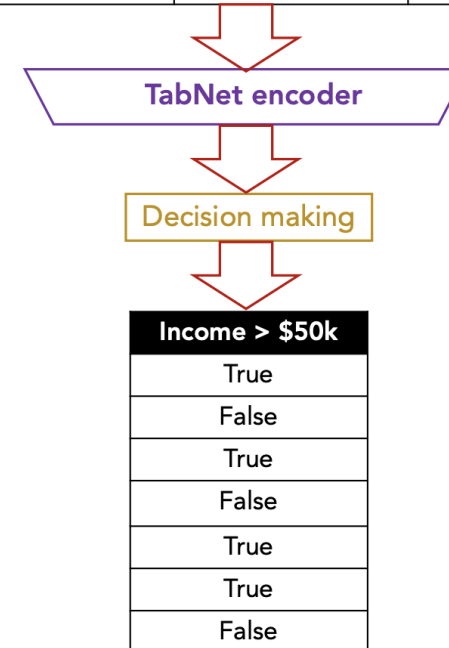 TabNet encoder
Decision making
Income > $50k
True
False
True
False
True
True
False